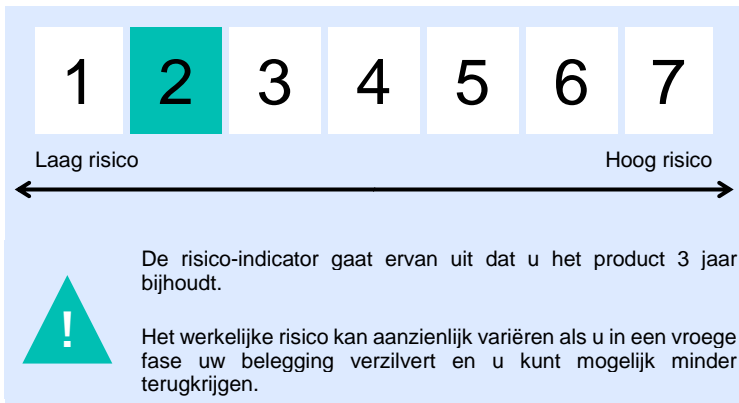 1 2 3 4 5 6 7
Laag risico Hoog risico
De risico-indicator gaat ervan uit dat u het product 3 jaar
bijhoudt.
!
Het werkelijke risico kan aanzienlijk variëren als u in een vroege
fase uw belegging verzilvert en u kunt mogelijk minder
terugkrijgen.